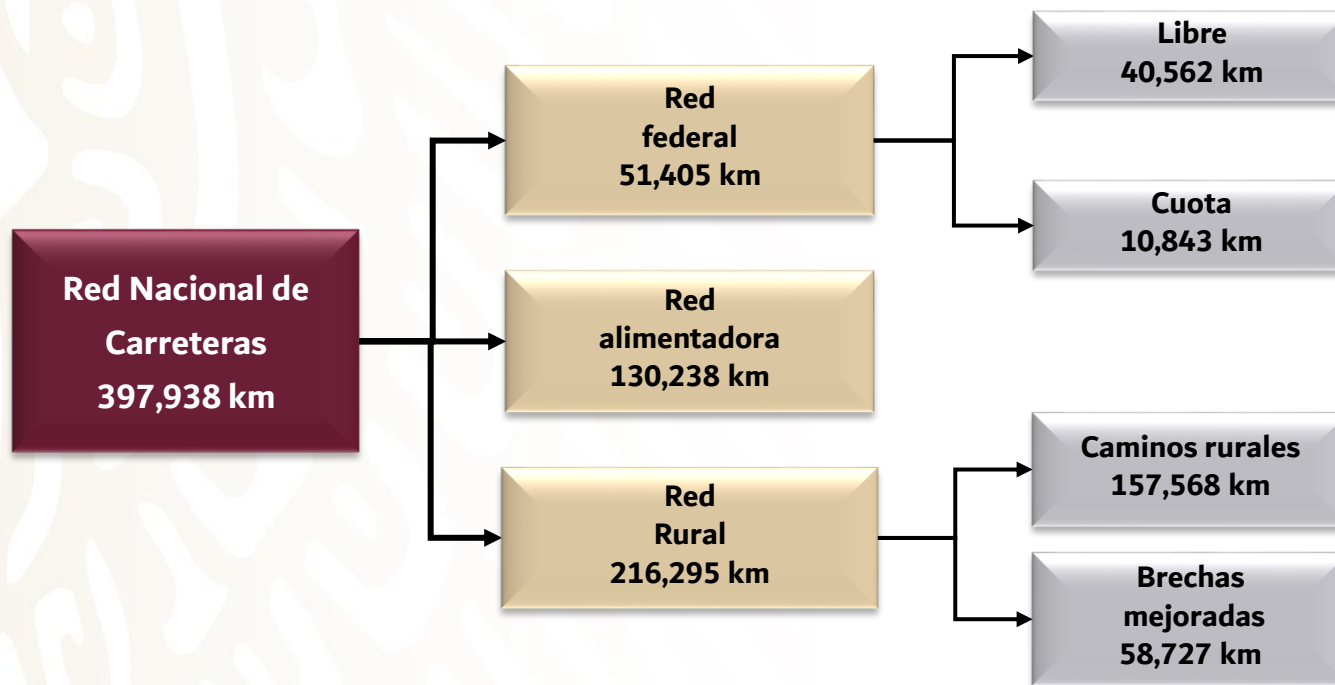 Red Nacional de
Carreteras
397,938 km
Red
federal
51,405 km
Libre
40,562 km
Cuota
10,843 km
Red
alimentadora
130,238 km
Red
Rural
216,295 km
Caminos rurales
157,568 km
Brechas
mejoradas
58,727 km